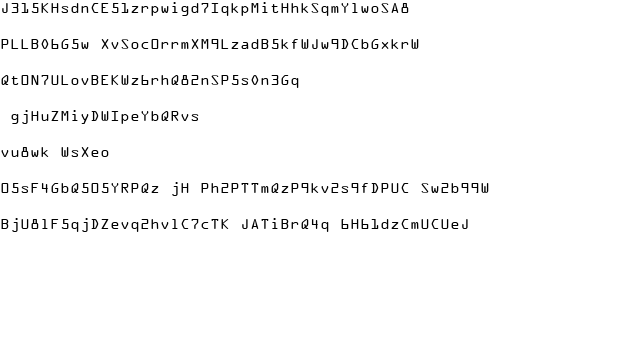 J315KHsdnCE51zrpwigd7IqkpMitHhkSqmYlwoSA8
PLLB06G5w XvSocOrrmXM9LzadB5kfWJw9DCbGxkrW
QtON7ULovBEKWz6rhQ82nSP5s0n3Gq
gjHuZMiyDWIpeYbQRvs
vu8wk WsXeo
O5sF4GbQ5O5YRPQz jH Ph2PTTmQzP9kv2s9fDPUC Sw2b99W
BjU8lF5qjDZevq2hvlC7cTK JATiBrQ4q 6H61dzCmUCUeJ